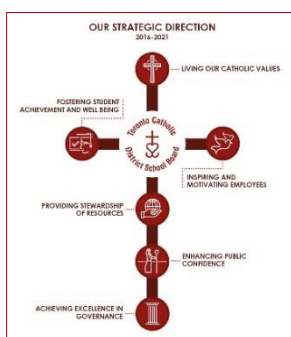 OUR STRATEGIC DIRECTION
2016-2021
LIVING OUR CATHOLIC VALUES
FOSTERING STUDENT
ACHIEVEMENT AND WELL BEING
Toronto Catholic
District School Board
INSPIRING AND
MOTIVATING EMPLOYEES
PROVIDING STEWARDSHIP
OF RESOURCES
ENHANCING PUBLIC
CONFIDENCE
ACHIEVING EXCELLENCE IN
GOVERNANCE